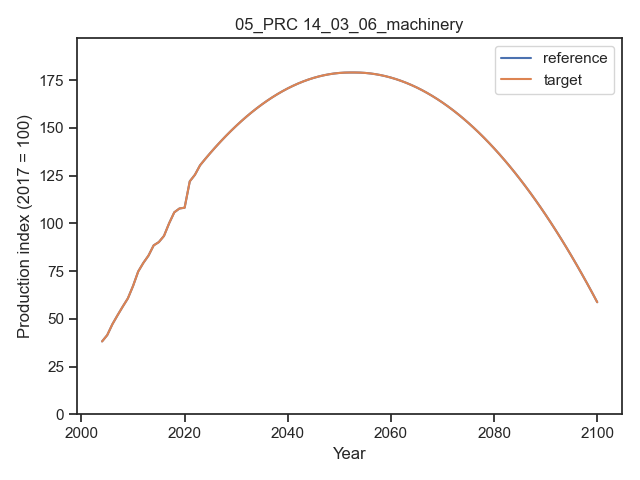 05_PRC 14_03_06_machinery
reference
target
Production index (2017 = 100)
175
150
125
100
75
50
25
0
2000
2020
2040
2060
2080
2100
Year